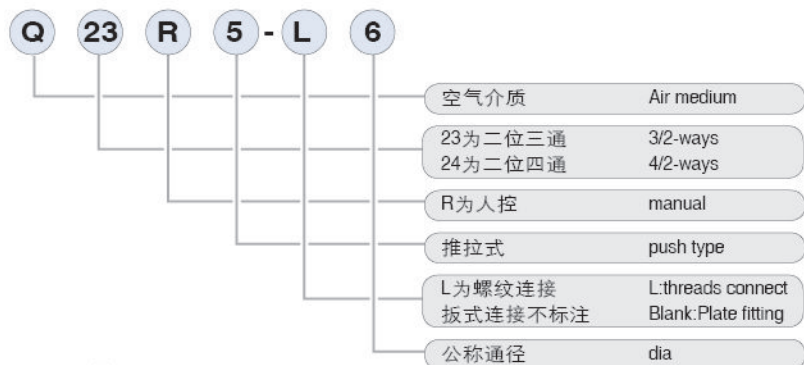 Q 23 R 5 - L 6
空气介质 Air medium
23为二位三通 3/2-ways
24为二位四通 4/2-ways
R为人控 manual
推拉式 push type
L为螺纹连接 L:threads connect
扳式连接不标注 Blank:Plate fitting
公称通径 dia